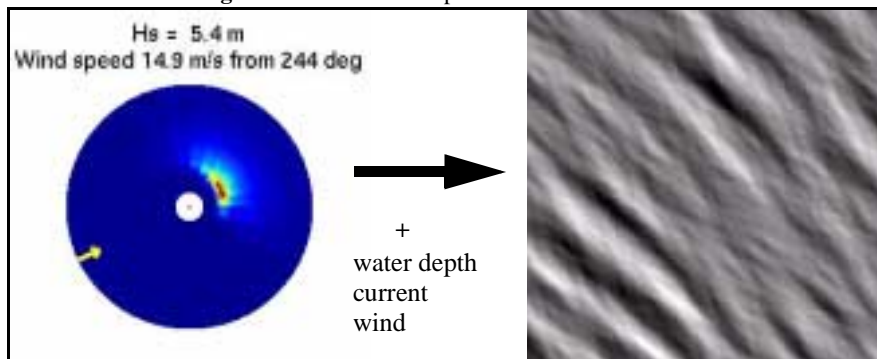 Hs = 5.4 m
Wind speed 14.9 m/s from 244 deg
+
water depth
current
wind